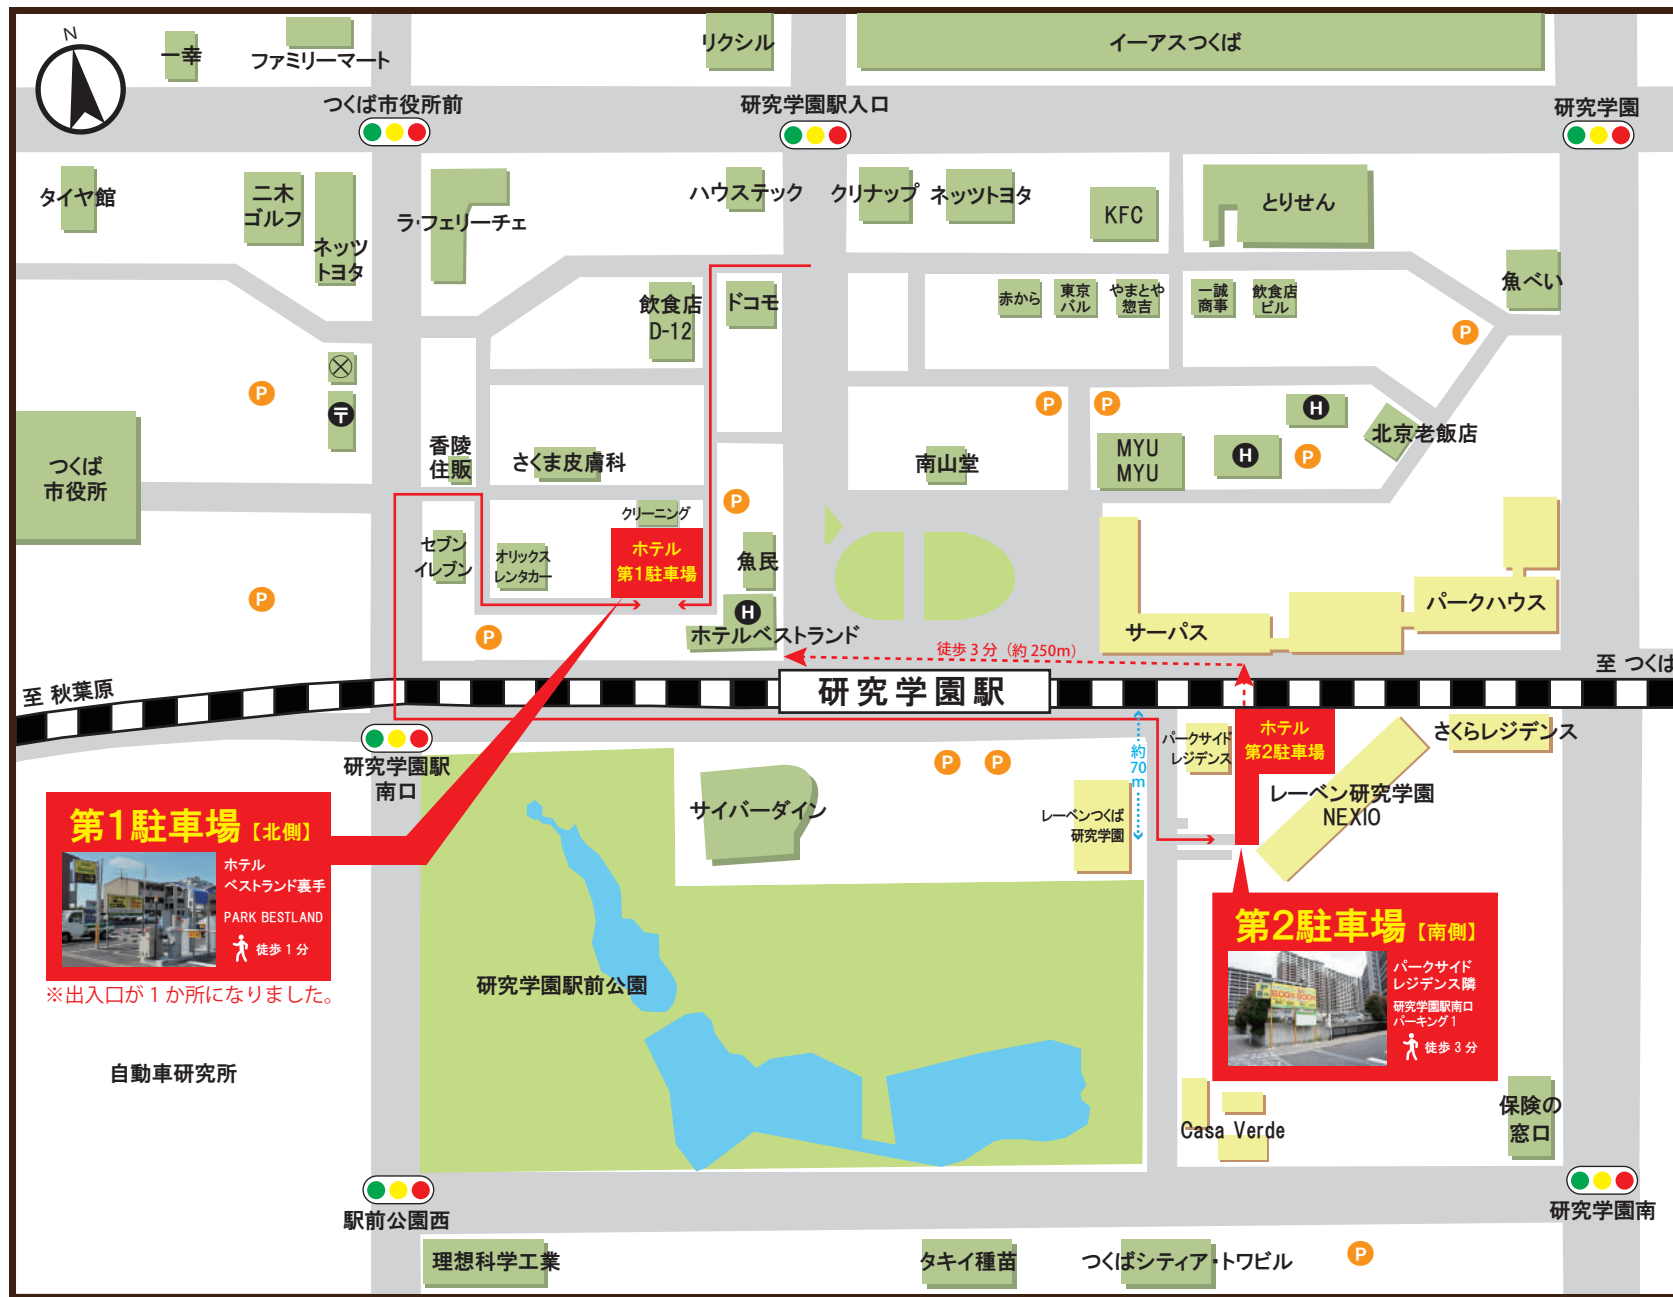 N
一幸
ファミリーマート
リクシル
イーアスつくば
つくば市役所前
研究学園駅入口
研究学園
タイヤ館
二木
ゴルフ
ネッツ
トヨタ
ラ・フェリーチェ
ハウステック
クリナップ
ネッツトヨタ
KFC
とりせん
魚べい
飲食店
D-12
ドコモ
赤から
東京
バル
やまとや
惣吉
一誠
商事
飲食店
ビル
P
P
〒
P
P
H
北京老飯店
つくば
市役所
香陵
住販
さくま皮膚科
南山堂
MYU
MYU
H
P
P
クリーニング
セブン
イレブン
オリックス
レンタカー
ホテル
第1駐車場
魚民
P
P
H
ホテルベストランド
サーパス
パークハウス
徒歩3分（約250m）
至 つくば
至 秋葉原
研究学園駅
研究学園駅
南口
P
P
約70m
パークサイド
レジデンス
ホテル
第2駐車場
さくらレジデンス
サイバーダイン
レーベンつくば
研究学園
レーベン研究学園
NEXIO
第1駐車場【北側】
ホテル
ベストランド裏手
PARK BESTLAND
徒歩1分
※出入口が1か所になりました。
第2駐車場【南側】
パークサイド
レジデンス隣
研究学園駅南口
パーキング1
徒歩3分
研究学園駅前公園
自動車研究所
Casa Verde
保険の
窓口
駅前公園西
研究学園南
理想科学工業
タキイ種苗
つくばシティア・トワビル
P